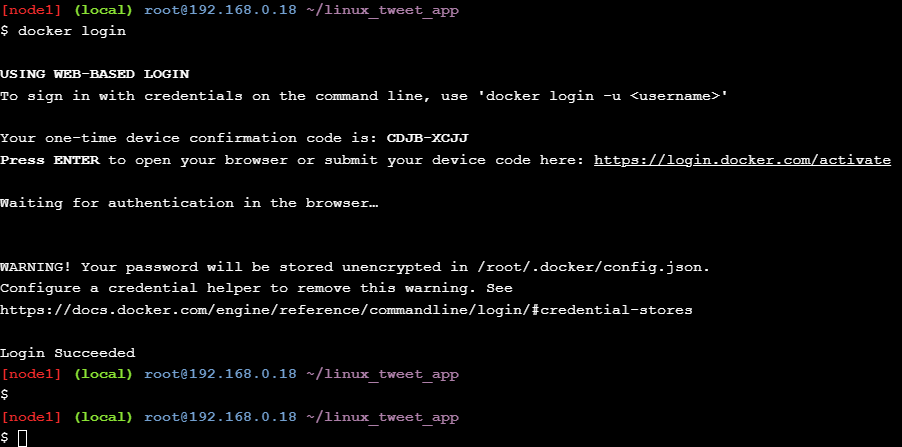 [node1] (local) root@192.168.0.18 ~/linux_tweet_app
$ docker login
USING WEB-BASED LOGIN
To sign in with credentials on the command line, use 'docker login -u <username>'
Your one-time device confirmation code is: CDJB-XCJJ
Press ENTER to open your browser or submit your device code here: https://login.docker.com/activate
Waiting for authentication in the browser…
WARNING! Your password will be stored unencrypted in /root/.docker/config.json.
Configure a credential helper to remove this warning. See
https://docs.docker.com/engine/reference/commandline/login/#credential-stores
Login Succeeded
[node1] (local) root@192.168.0.18 ~/linux_tweet_app
$
[node1] (local) root@192.168.0.18 ~/linux_tweet_app
$